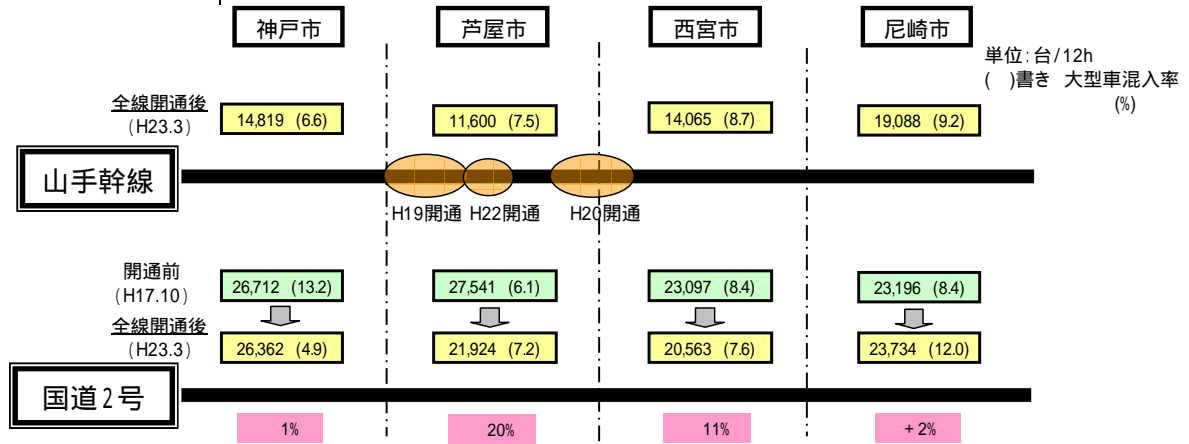 神戸市 芦屋市 西宮市 尼崎市
単位:台/12h
( )書き 大型車混入率
(%)
全線開通後
(H23.3)
14,819 (6.6) 11,600 (7.5) 14,065 (8.7) 19,088 (9.2)
山手幹線
H19開通 H22開通 H20開通
開通前
(H17.10)
26,712 (13.2) 27,541 (6.1) 23,097 (8.4) 23,196 (8.4)
全線開通後
(H23.3)
26,362 (4.9) 21,924 (7.2) 20,563 (7.6) 23,734 (12.0)
国道2号
1% 20% 11% +2%